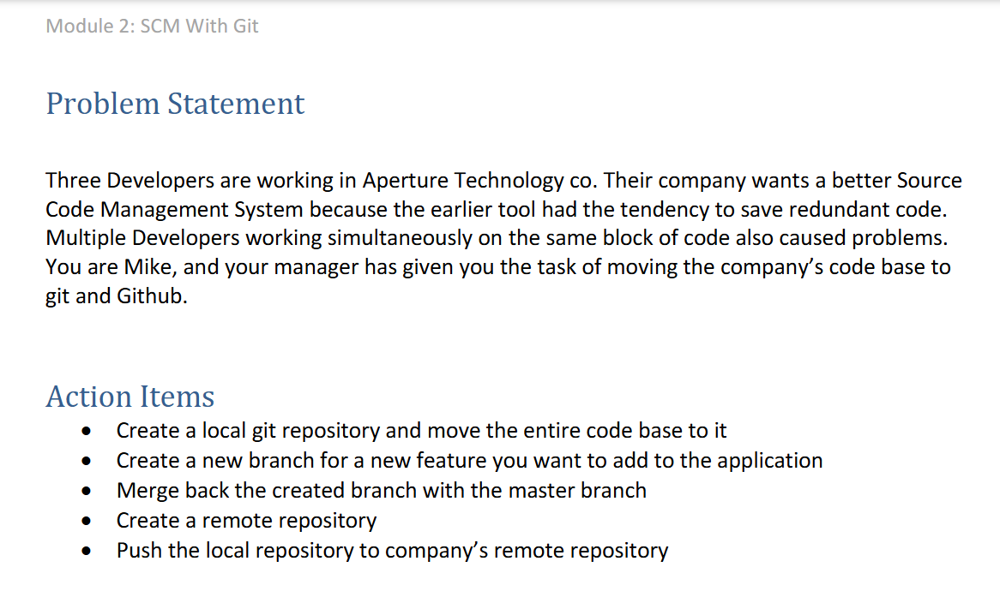 Module 2: SCM With Git
Problem Statement
Three Developers are working in Aperture Technology co. Their company wants a better Source
Code Management System because the earlier tool had the tendency to save redundant code.
Multiple Developers working simultaneously on the same block of code also caused problems.
You are Mike, and your manager has given you the task of moving the company’s code base to
git and Github.
Action Items
• Create a local git repository and move the entire code base to it
• Create a new branch for a new feature you want to add to the application
• Merge back the created branch with the master branch
• Create a remote repository
• Push the local repository to company’s remote repository